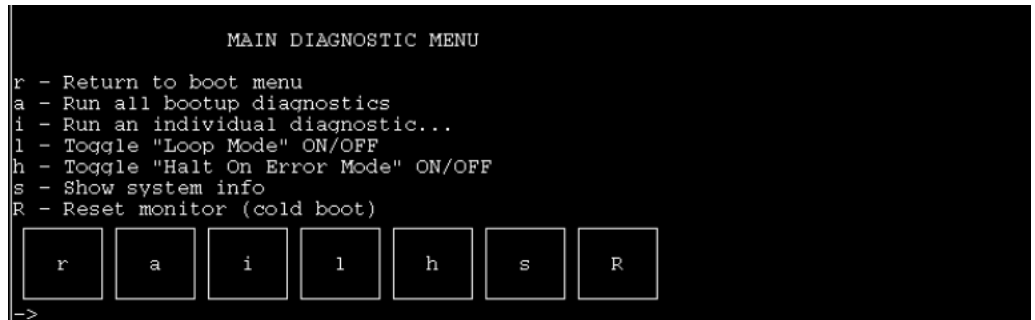 MAIN DIAGNOSTIC MENU
r - Return to boot menu
a - Run all bootup diagnostics
i - Run an individual diagnostic...
l - Toggle "Loop Mode" ON/OFF
h - Toggle "Halt On Error Mode" ON/OFF
s - Show system info
R - Reset monitor (cold boot)
r a i l h s R
->